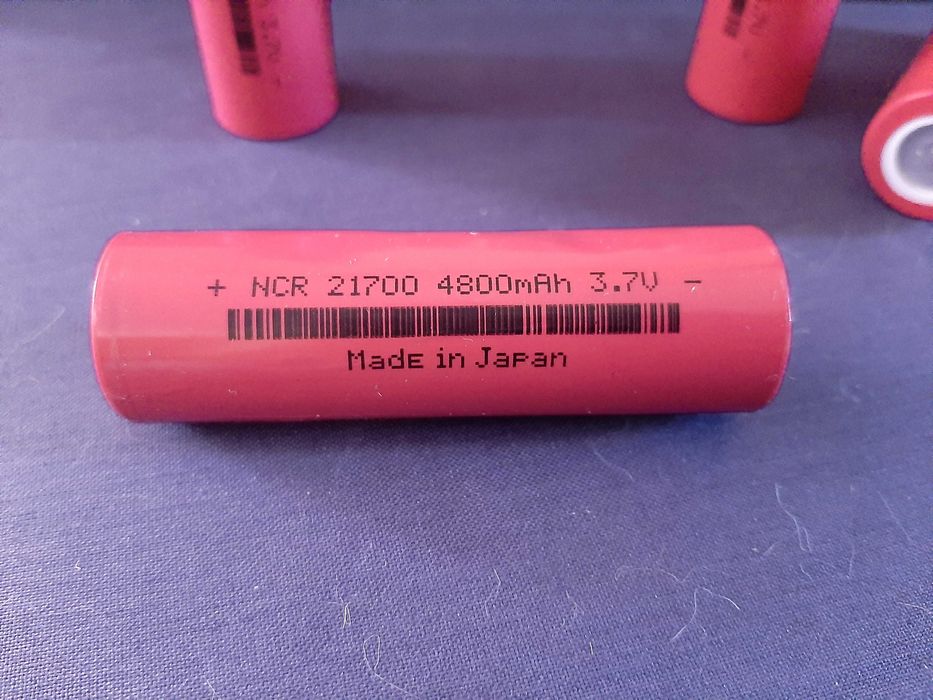 + NCR 21700 4800mAh 3.7V -
Made in Japan